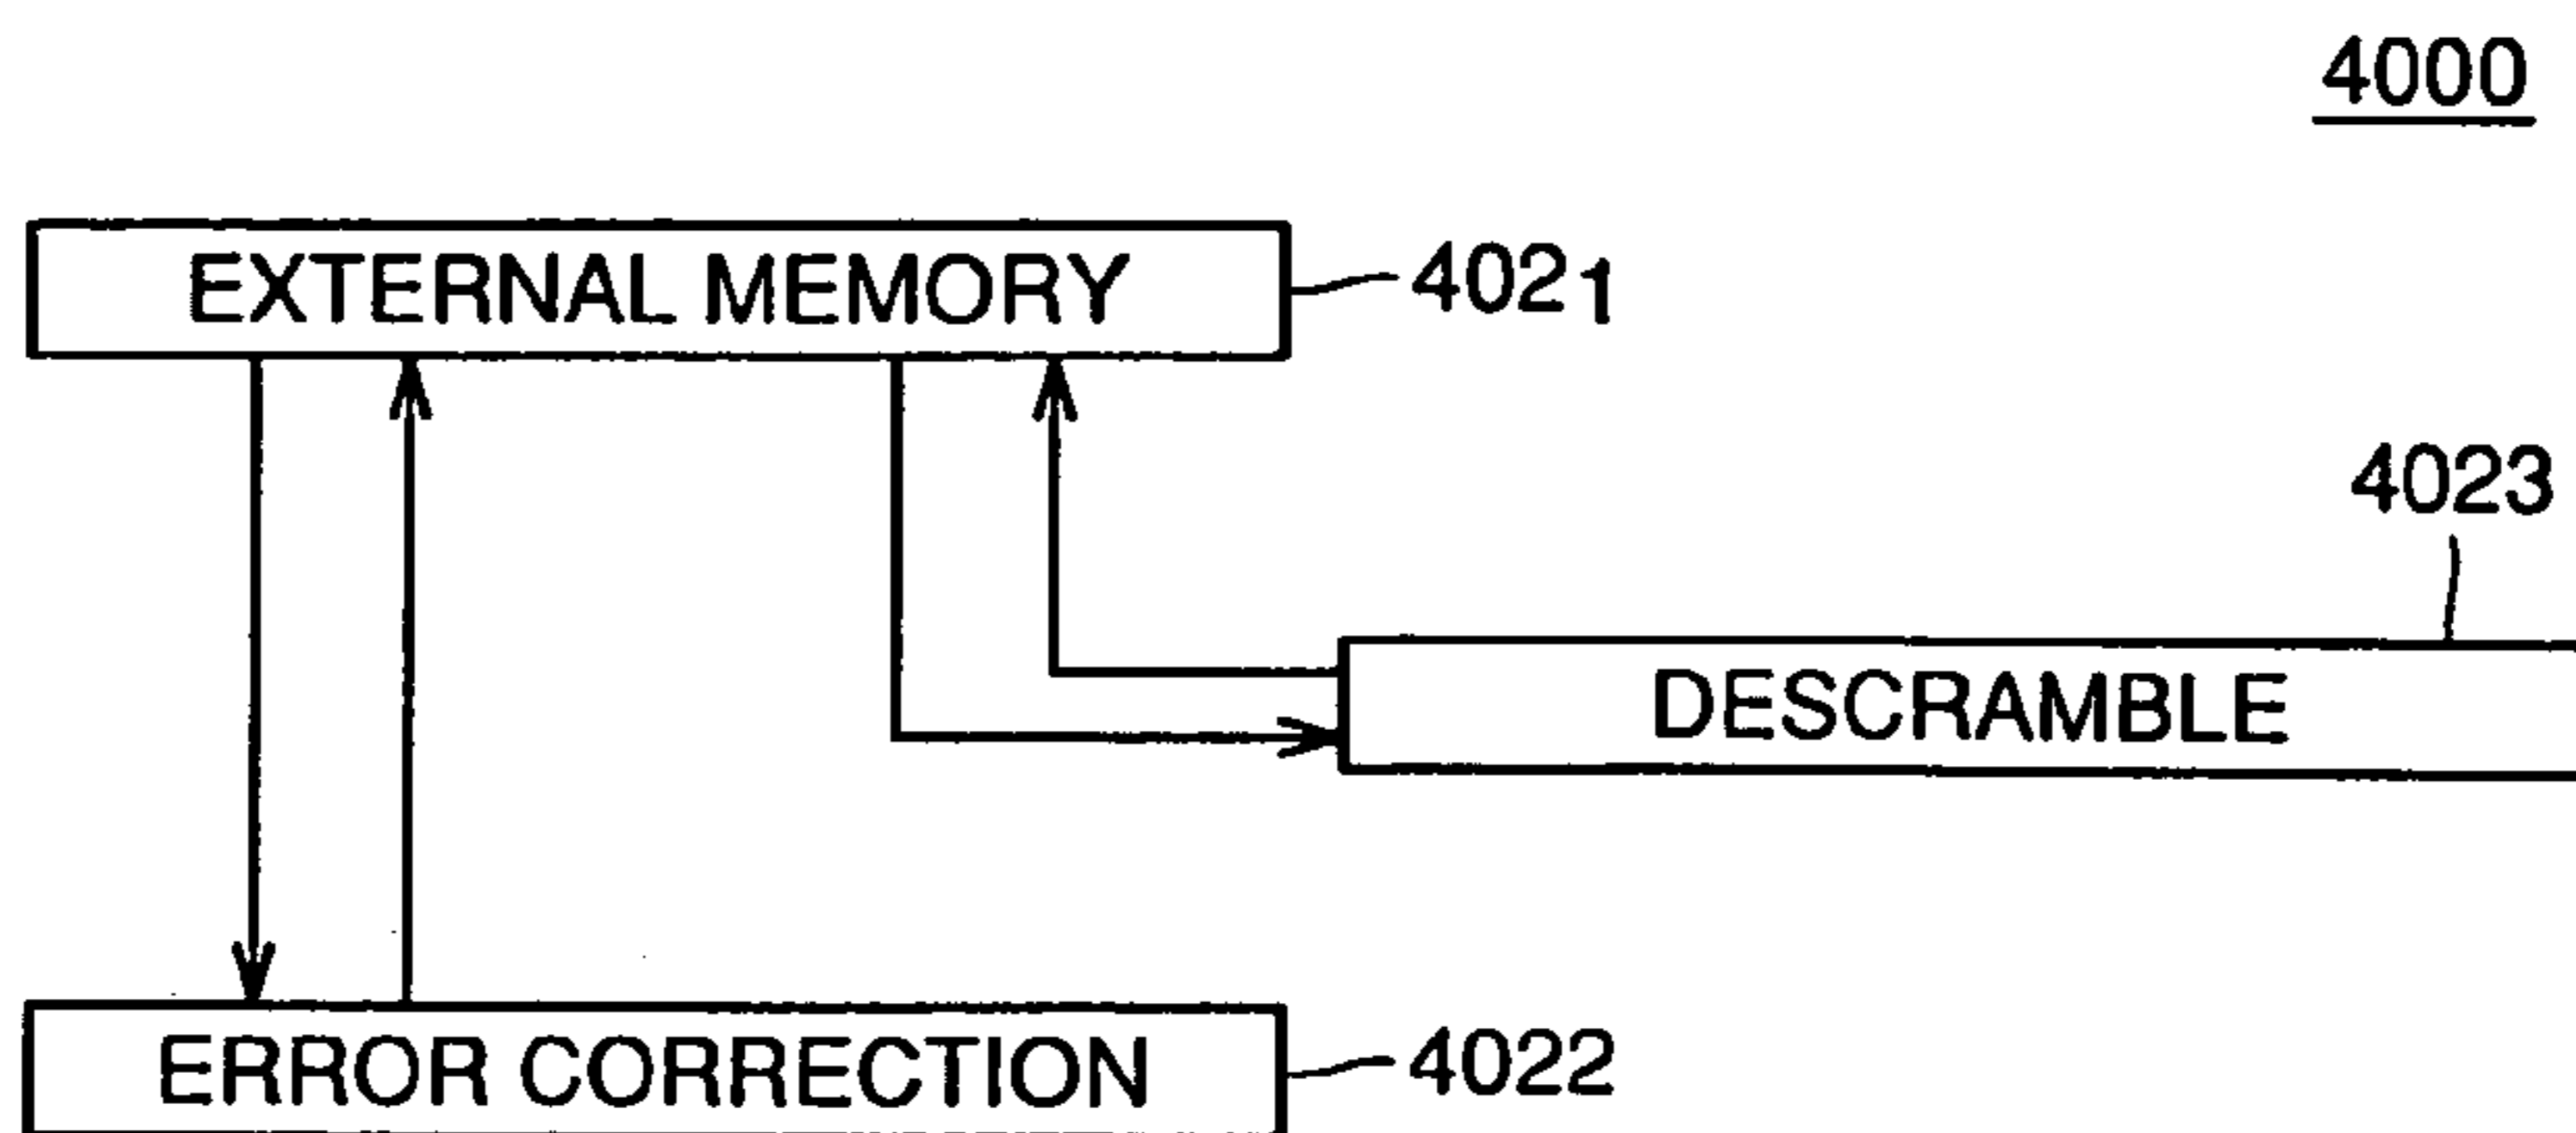 4000
EXTERNAL MEMORY
4021
4023
DESCRAMBLE
ERROR CORRECTION
4022